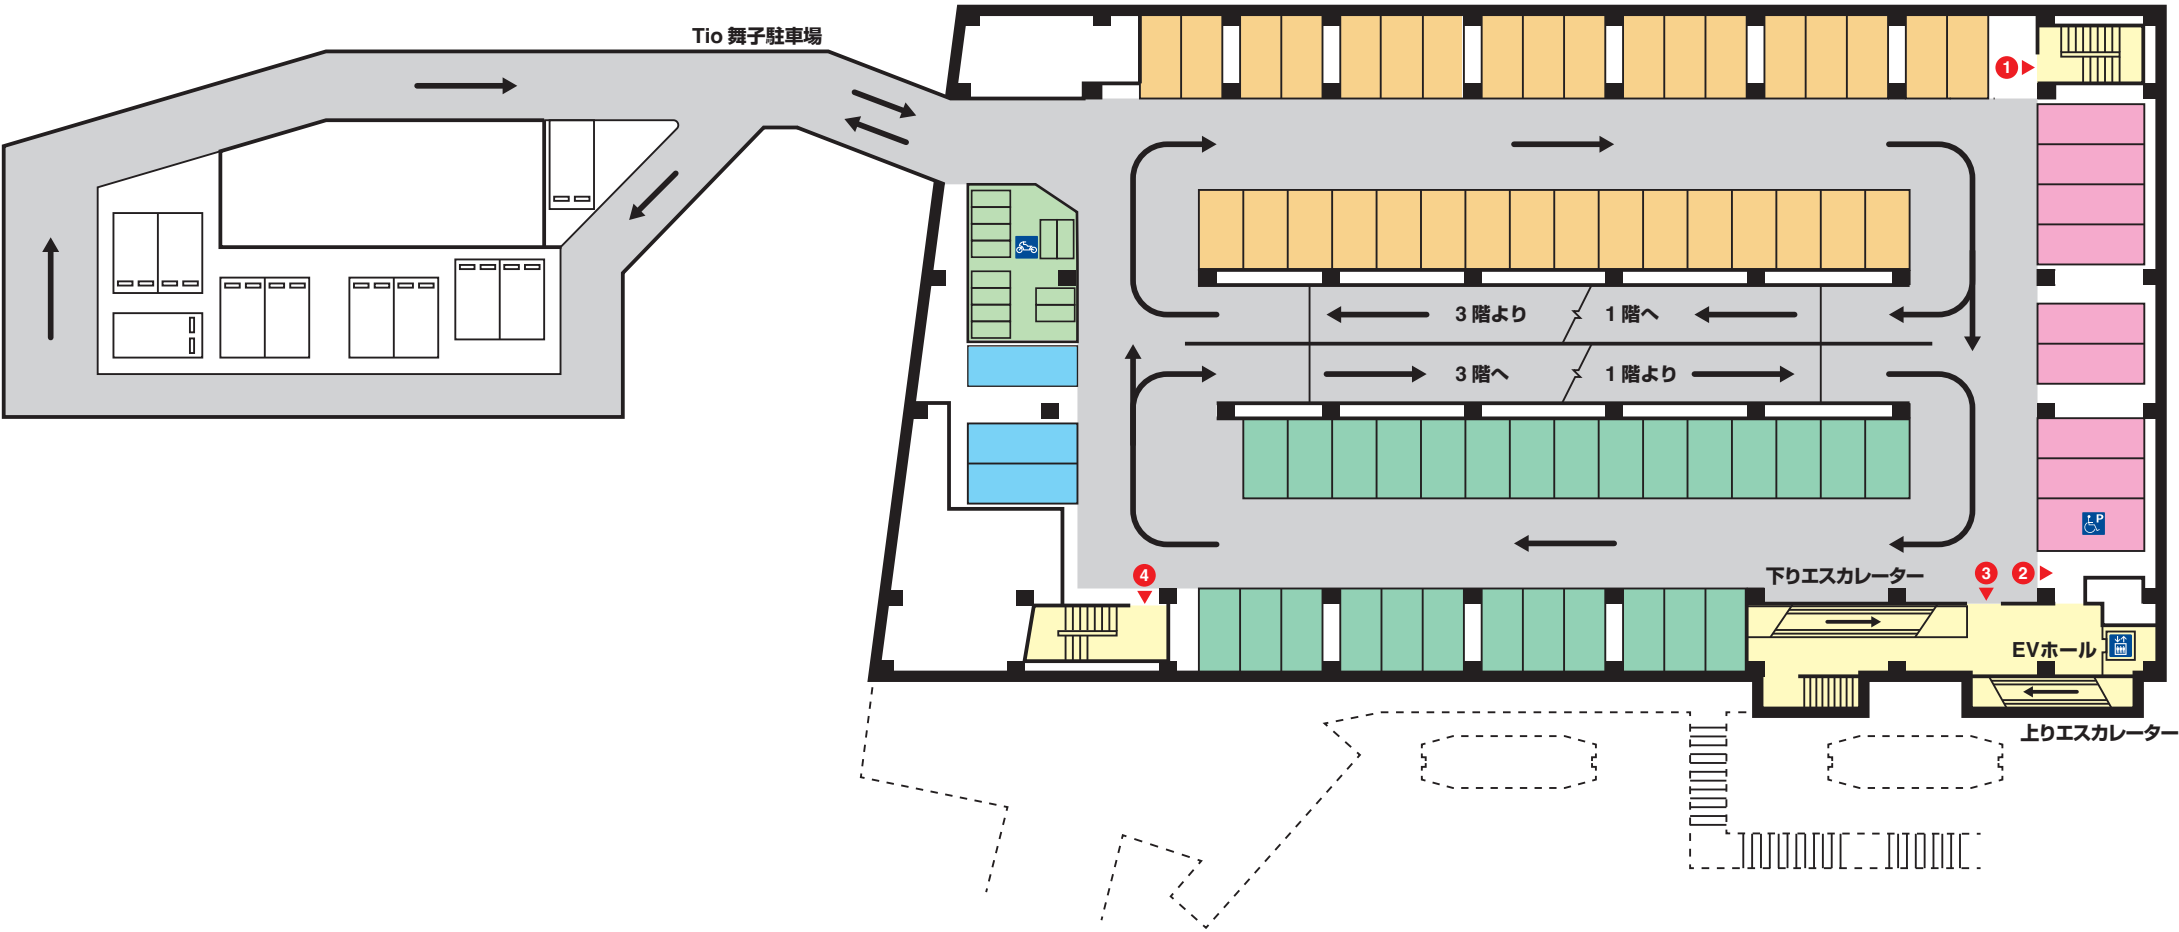 Tio 舞子駐車場
1
3 階より
1 階へ
3 階へ
1 階より
P
下りエスカレーター
4
3
2
EVホール
上りエスカレーター